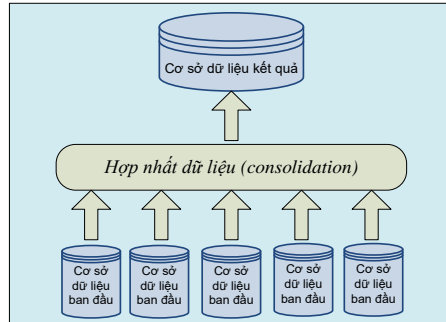 Cơ sở dữ liệu kết quả
Hợp nhất dữ liệu (consolidation)
Cơ sở
dữ liệu
ban đầu
Cơ sở
dữ liệu
ban đầu
Cơ sở
dữ liệu
ban đầu
Cơ sở
dữ liệu
ban đầu
Cơ sở
dữ liệu
ban đầu